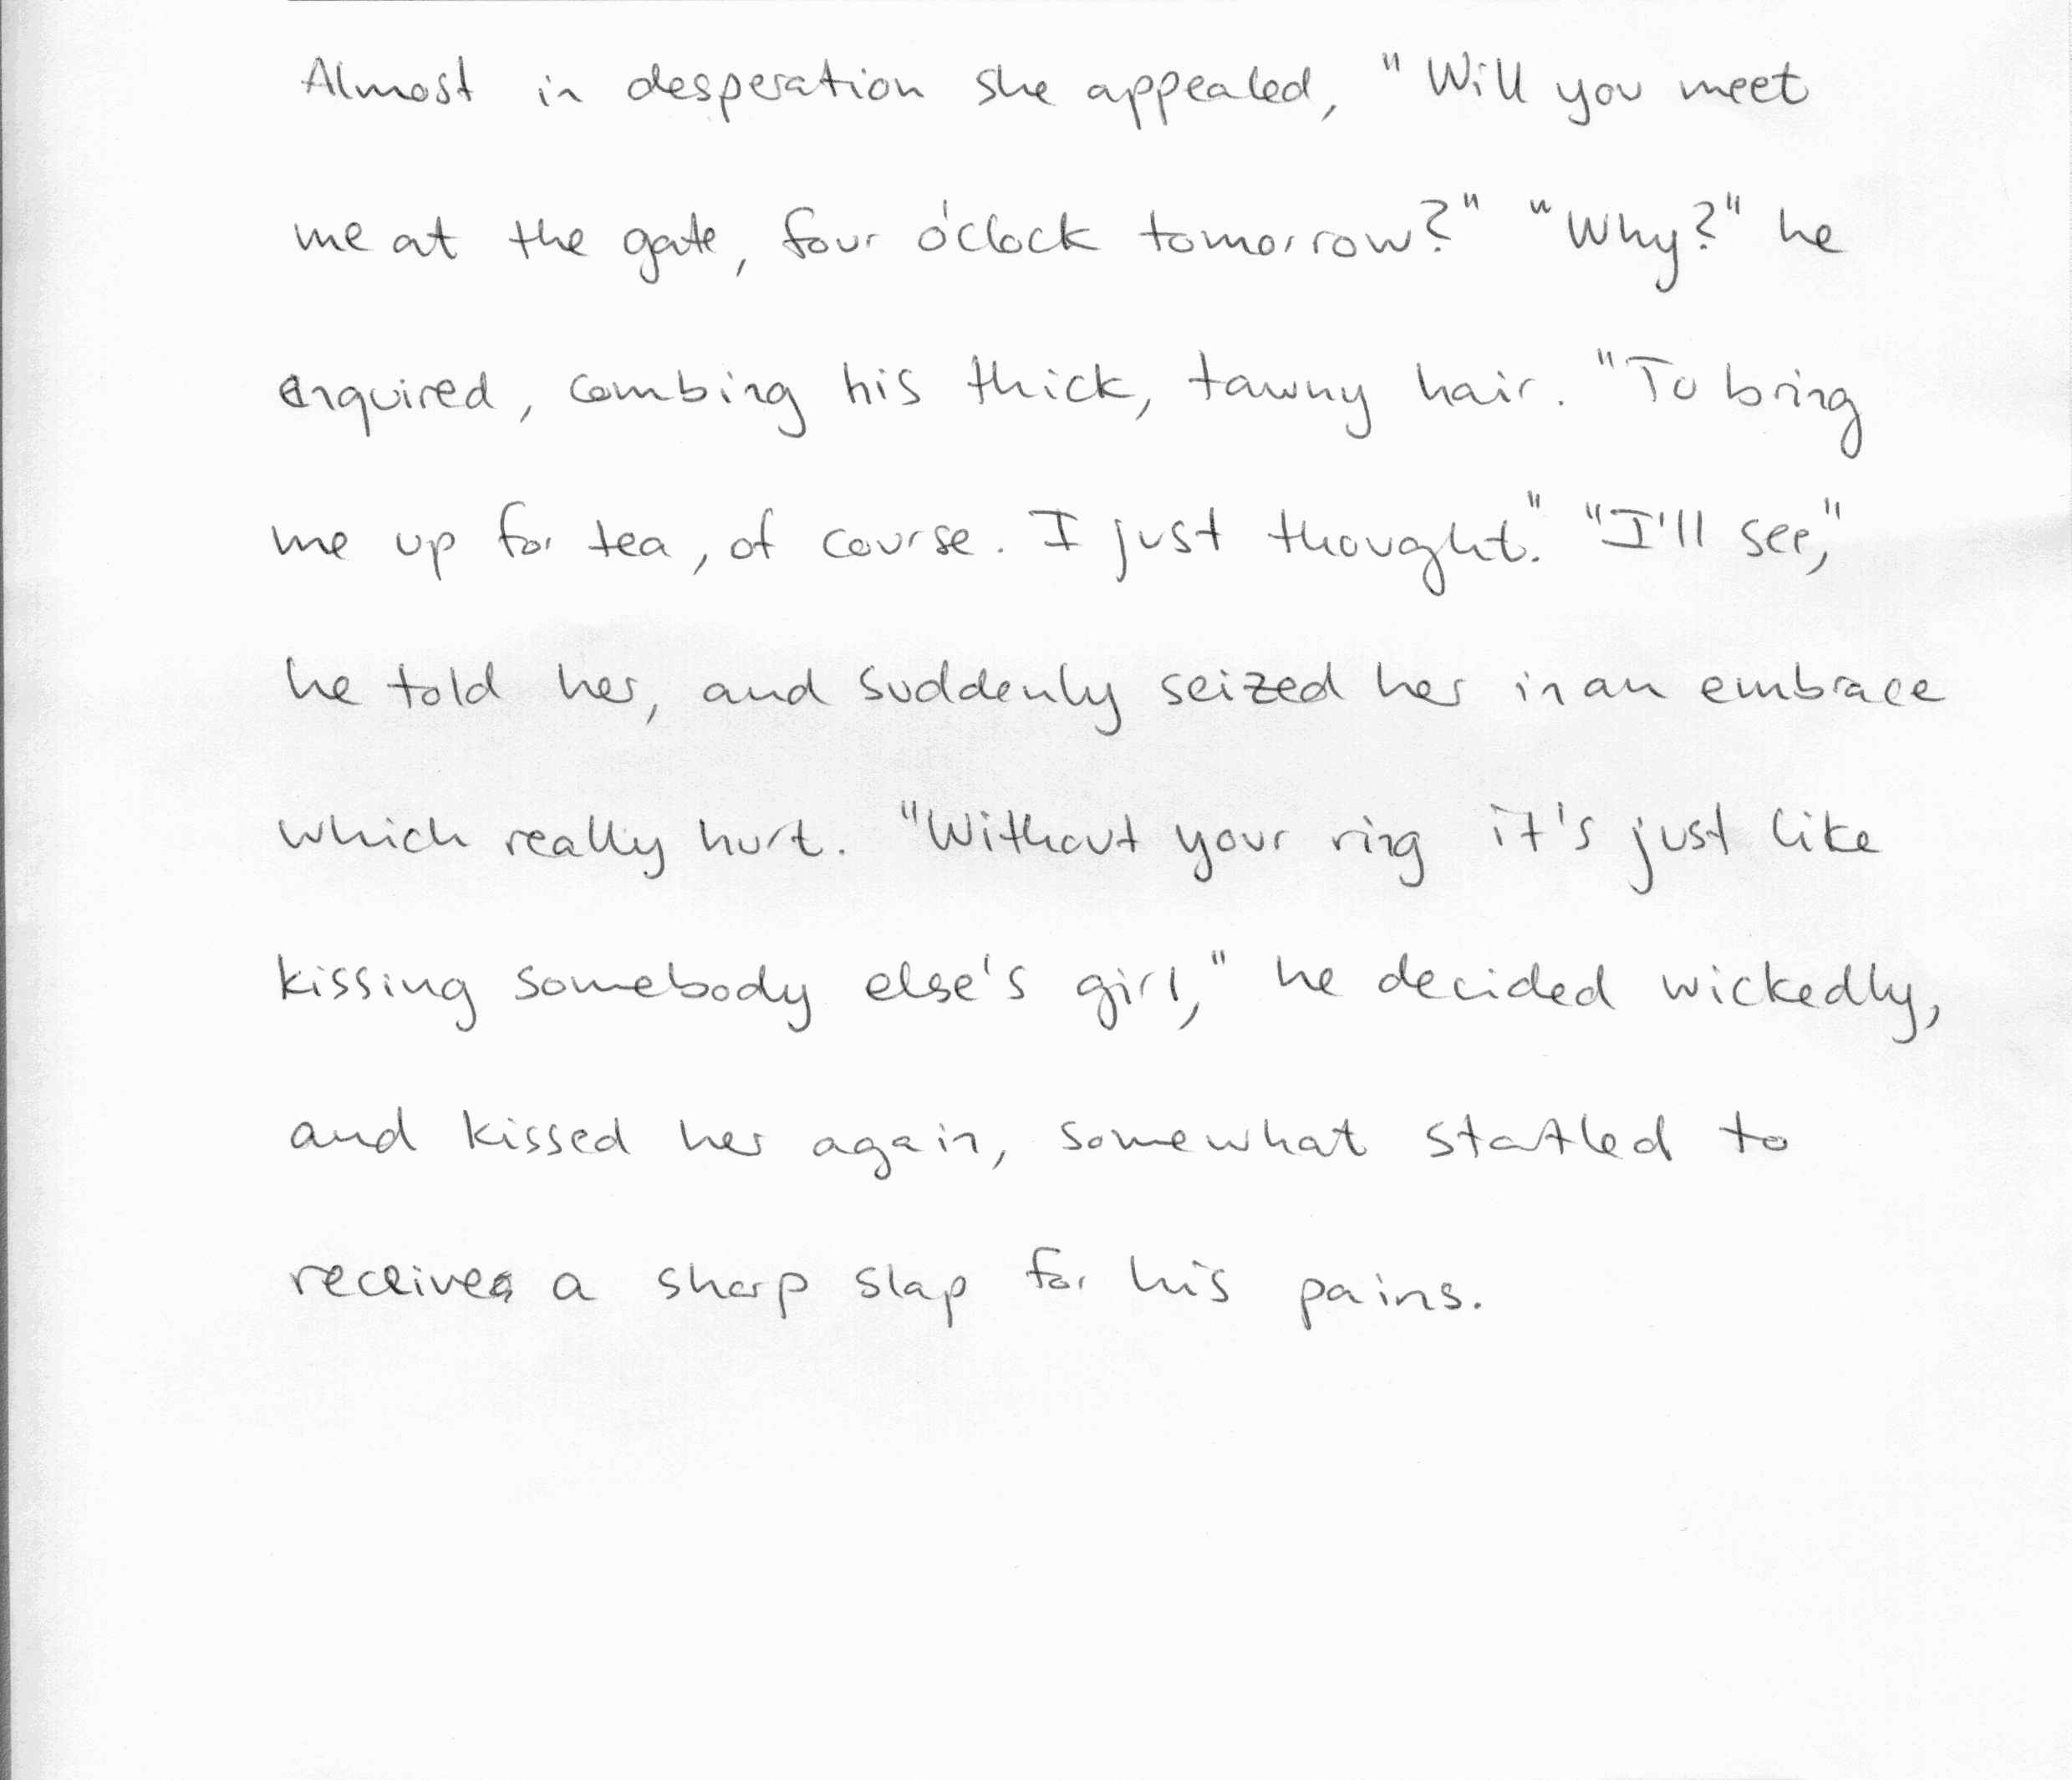 Almost in desperation she appealed, "Will you meet
me at the gate, four o'clock tomorrow?" "Why?" he
enquired, combing his thick, tawny hair. "To bring
me up for tea, of course. I just thought." "I'll see,"
he told her, and suddenly seized her in an embrace
which really hurt. "Without your ring it's just like
kissing somebody else's girl," he decided wickedly,
and kissed her again, somewhat startled to
receive a sharp slap for his pains.